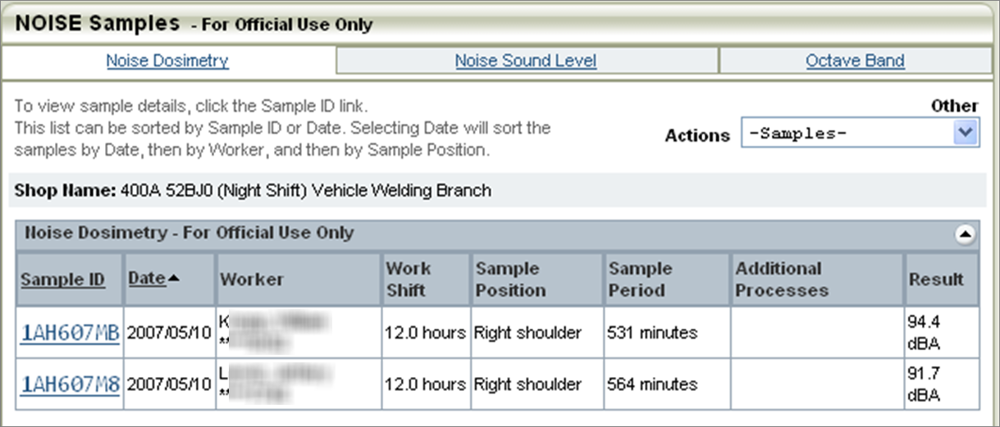 NOISE Samples - For Official Use Only
Noise Dosimetry Noise Sound Level Octave Band
To view sample details, click the Sample ID link.
This list can be sorted by Sample ID or Date. Selecting Date will sort the
samples by Date, then by Worker, and then by Sample Position.
Other
Actions -Samples-
Shop Name: 400A 52BJ0 (Night Shift) Vehicle Welding Branch
Noise Dosimetry - For Official Use Only
Sample ID Date Worker Work Shift Sample Position Sample Period Additional Processes Result
1AH607MB 2007/05/10 K ** 12.0 hours Right shoulder 531 minutes 94.4 dBA
1AH607M8 2007/05/10 L ** 12.0 hours Right shoulder 564 minutes 91.7 dBA